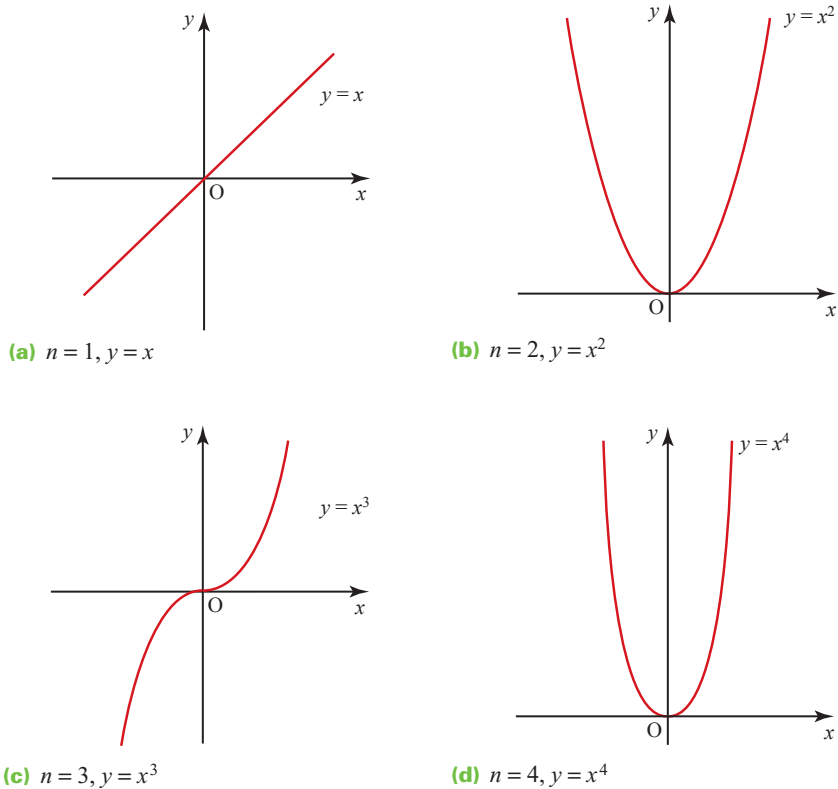 y
y = x
O
x
(a) n = 1, y = x
y
y = x²
O
x
(b) n = 2, y = x²
y
y = x³
O
x
(c) n = 3, y = x³
y
y = x⁴
O
x
(d) n = 4, y = x⁴